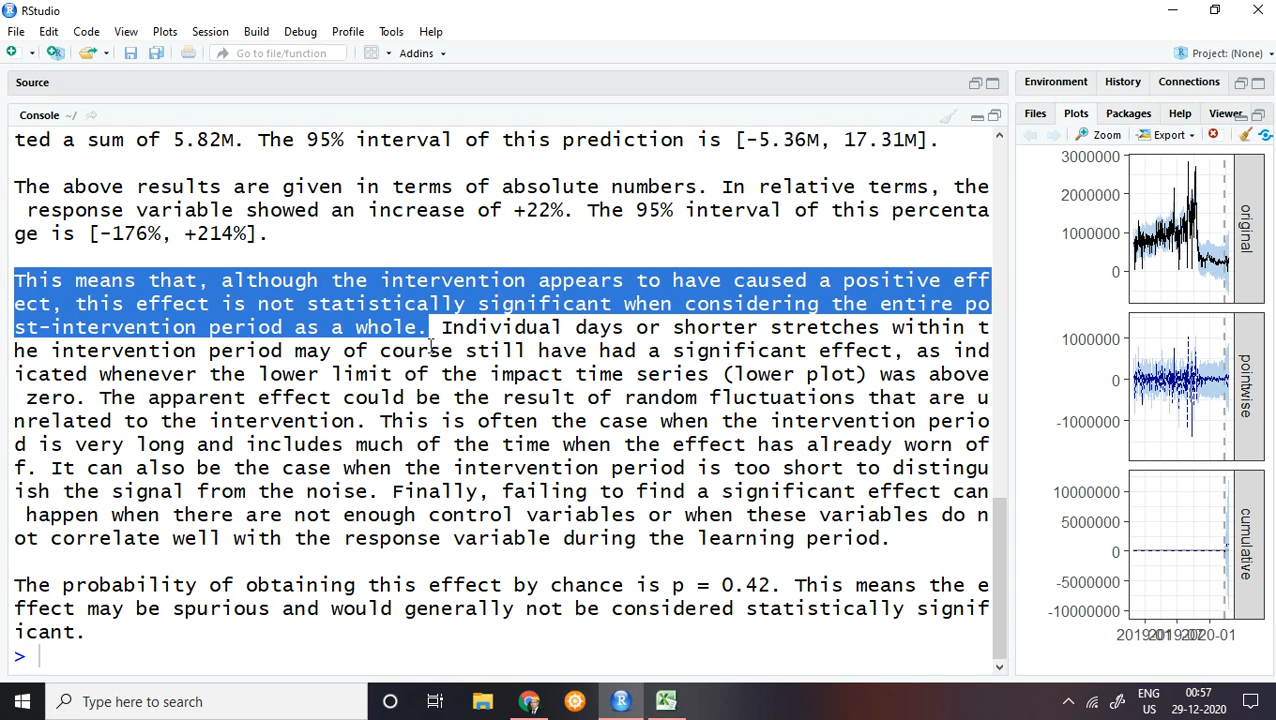 RStudio
File Edit Code View Plots Session Build Debug Profile Tools Help
Go to file/function Addins Project: (None)
Source
Environment History Connections
Console ~/
Files Plots Packages Help Viewer
Zoom Export
ted a sum of 5.82M. The 95% interval of this prediction is [-5.36M, 17.31M].
The above results are given in terms of absolute numbers. In relative terms, the
response variable showed an increase of +22%. The 95% interval of this percenta
ge is [-176%, +214%].
This means that, although the intervention appears to have caused a positive eff
ect, this effect is not statistically significant when considering the entire po
st-intervention period as a whole. Individual days or shorter stretches within t
he intervention period may of course still have had a significant effect, as ind
icated whenever the lower limit of the impact time series (lower plot) was above
zero. The apparent effect could be the result of random fluctuations that are u
nrelated to the intervention. This is often the case when the intervention perio
d is very long and includes much of the time when the effect has already worn of
f. It can also be the case when the intervention period is too short to distingu
ish the signal from the noise. Finally, failing to find a significant effect can
happen when there are not enough control variables or when these variables do n
ot correlate well with the response variable during the learning period.
The probability of obtaining this effect by chance is p = 0.42. This means the e
ffect may be spurious and would generally not be considered statistically signif
icant.
>
3000000
2000000
1000000
0
original
1000000
0
-1000000
pointwise
10000000
5000000
0
-5000000
-10000000
cumulative
2019-01 2019-07 2020-01
Type here to search
ENG
US
00:57
29-12-2020